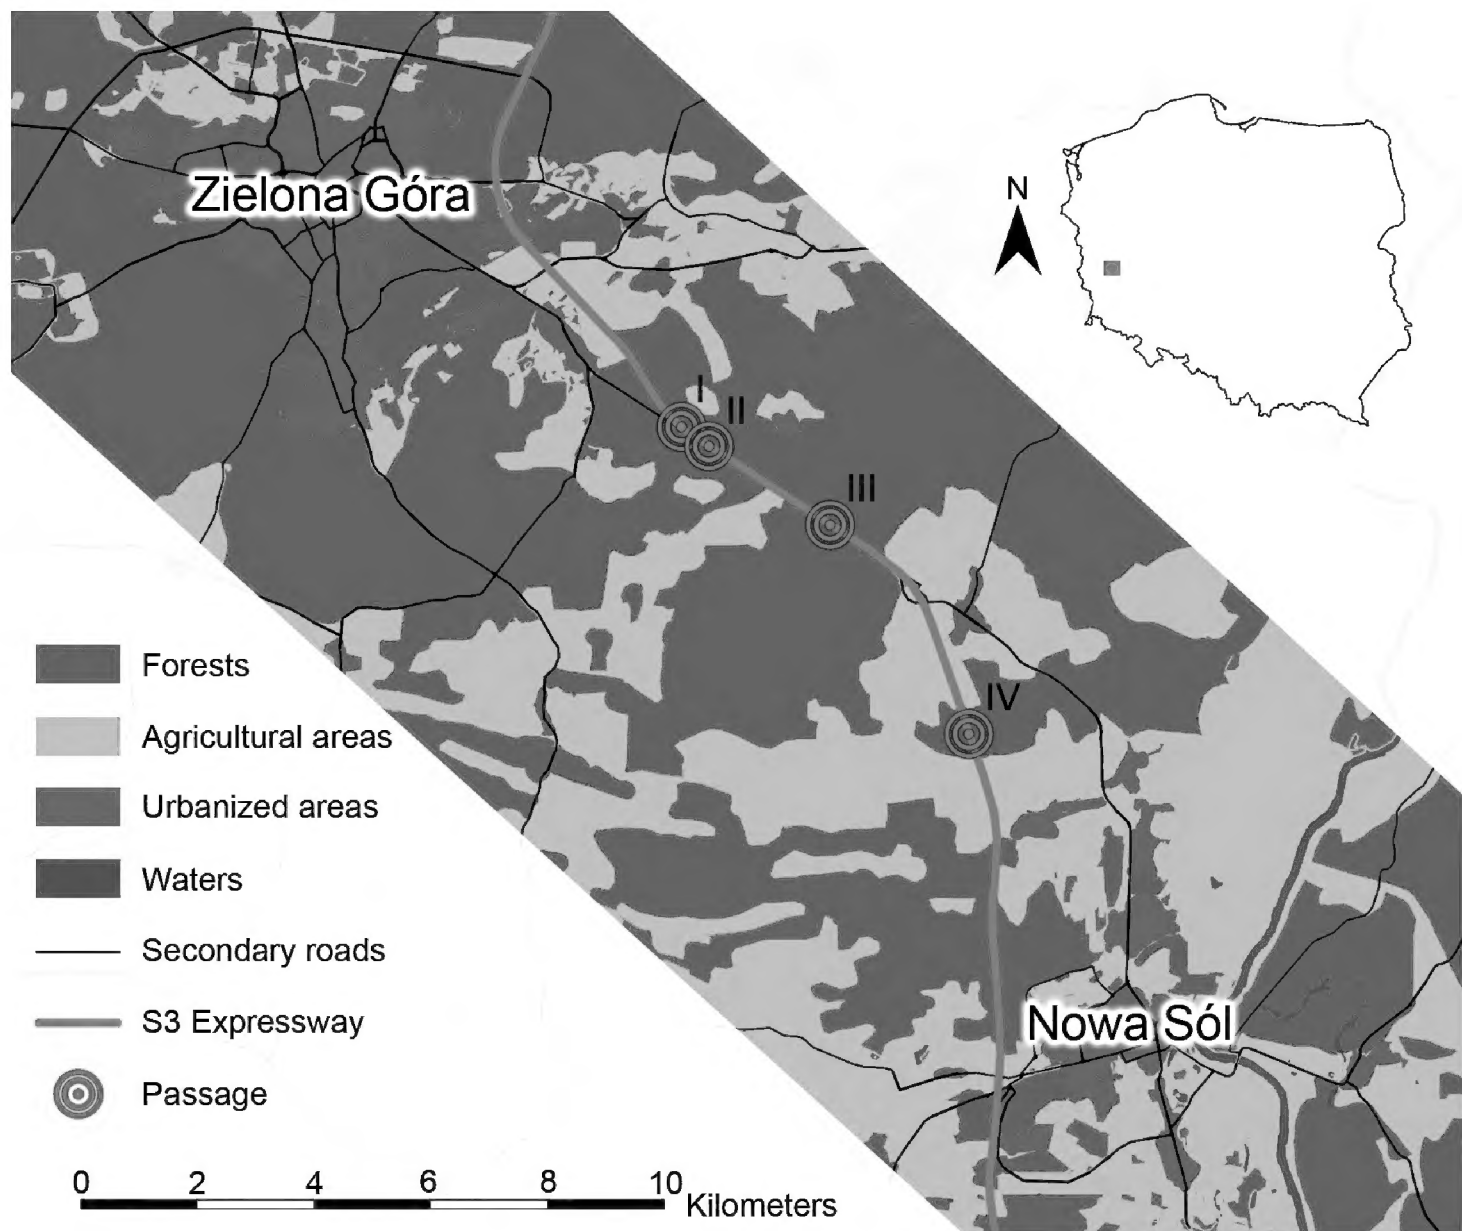 Zielona Góra
N
I
II
III
IV
Forests
Agricultural areas
Urbanized areas
Waters
Secondary roads
S3 Expressway
Passage
Nowa Sól
0 2 4 6 8 10
Kilometers